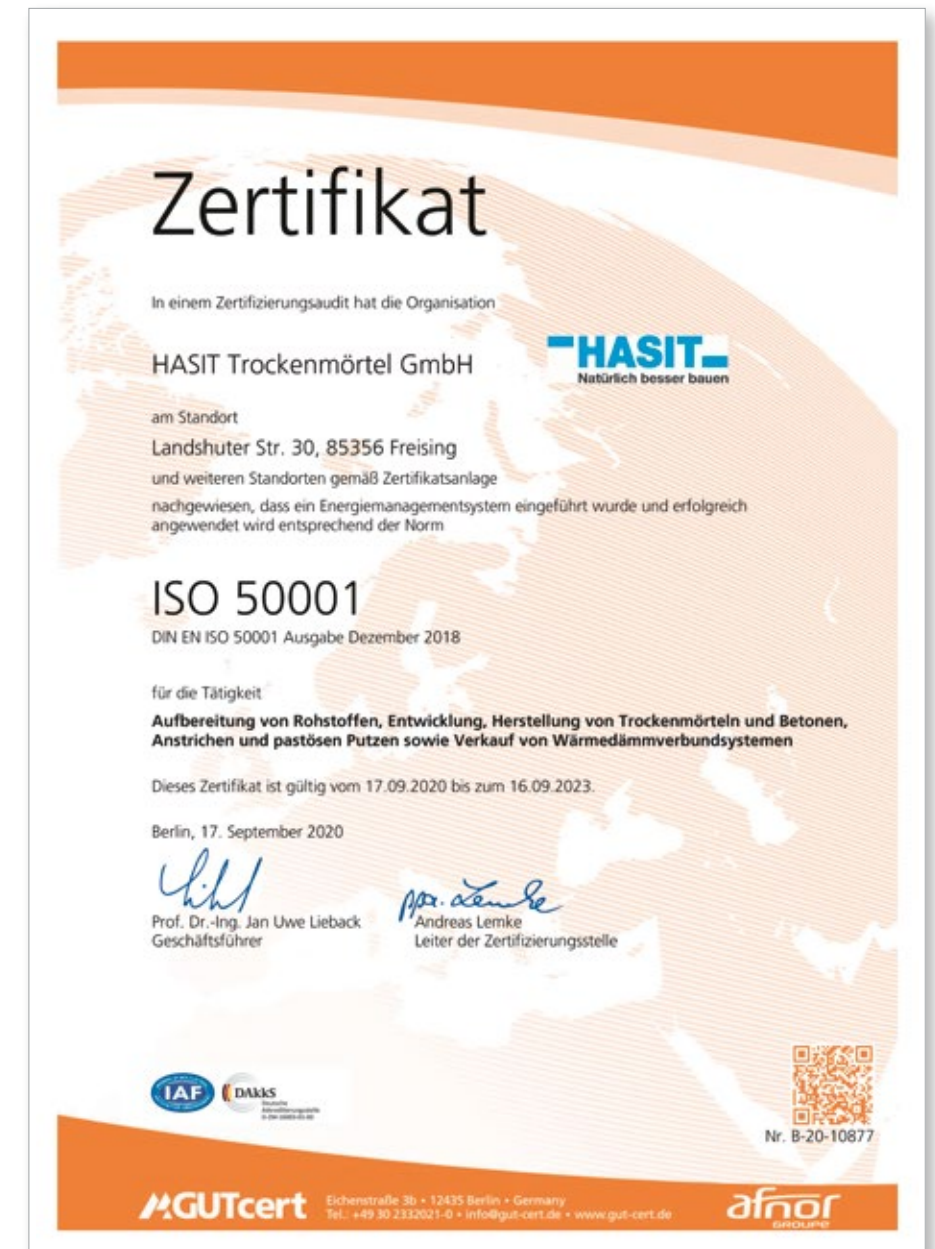 Zertifikat
In einem Zertifizierungsaudit hat die Organisation
HASIT Trockenmörtel GmbH
HASIT
Natürlich besser bauen
am Standort
Landshuter Str. 30, 85356 Freising
und weiteren Standorten gemäß Zertifikatsanlage
nachgewiesen, dass ein Energiemanagementsystem eingeführt wurde und erfolgreich
angewendet wird entsprechend der Norm
ISO 50001
DIN EN ISO 50001 Ausgabe Dezember 2018
für die Tätigkeit
Aufbereitung von Rohstoffen, Entwicklung, Herstellung von Trockenmörteln und Betonen,
Anstrichen und pastösen Putzen sowie Verkauf von Wärmedämmverbundsystemen
Dieses Zertifikat ist gültig vom 17.09.2020 bis zum 16.09.2023.
Berlin, 17. September 2020
ppa. Lemke
Prof. Dr.-Ing. Jan Uwe Lieback
Geschäftsführer
Andreas Lemke
Leiter der Zertifizierungsstelle
IAF
DAkkS
Deutsche
Akkreditierungsstelle
Nr. B-20-10877
GUTcert
Eichenstraße 3b • 12435 Berlin • Germany
Tel.: +49 30 2332021-0 • info@gut-cert.de • www.gut-cert.de
afnor
GROUPE